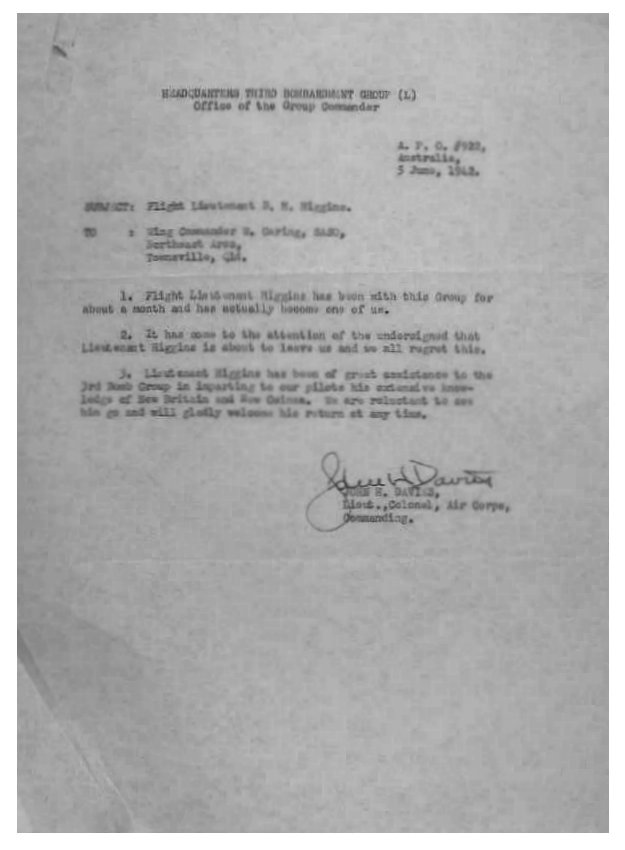 HEADQUARTERS THIRD BOMBARDMENT GROUP (L)
Office of the Group Commander
A. P. O. #922,
Australia,
5 June, 1942.
SUBJECT: Flight Lieutenant Higgins.
TO : Wing Commander Garing, SASO,
Northeast Area,
Townsville, Qld.
1. Flight Lieutenant Higgins has been with this Group for
about a month and has actually become one of us.
2. It has come to the attention of the undersigned that
Lieutenant Higgins is about to leave us and we all regret this.
3. Lieutenant Higgins has been of great assistance to the
3rd Bomb Group in imparting to our pilots his extensive know-
ledge of New Britain and New Guinea. We are reluctant to see
him go and will gladly welcome his return at any time.
John H Davies
JOHN H. DAVIES,
Lieut.,Colonel, Air Corps,
Commanding.